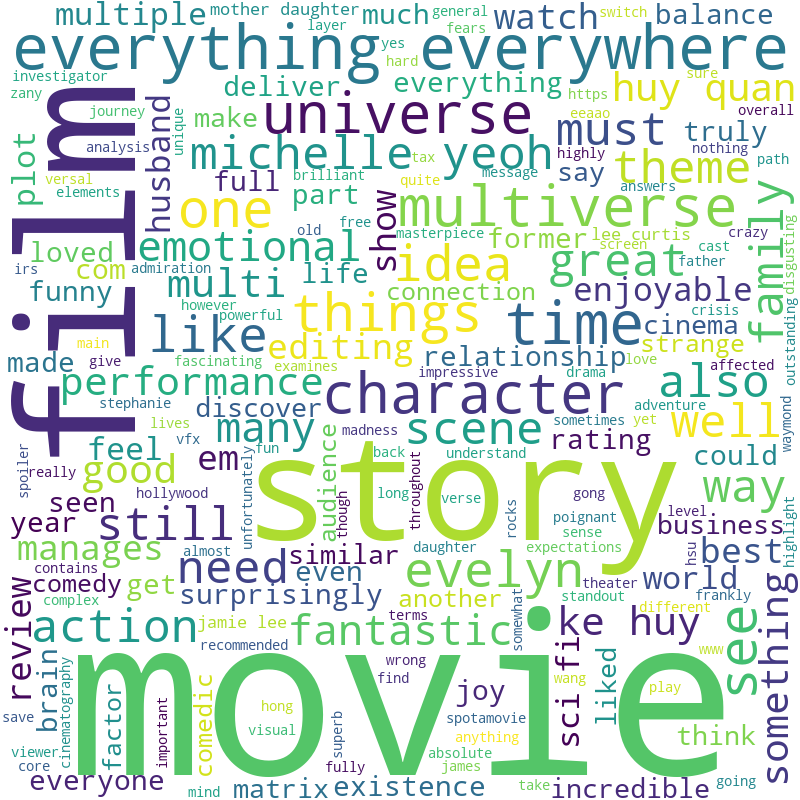 multiple
mother daughter
layer
much
general
fears
watch
switch
balance
everything
everywhere
yes
hard
sure
investigator
zany
deliver
everything
huy quan
https
overall
journey
husband
make
universe
eeaao
must
truly
nothing
plot
analysis
unique
michelle yeoh
tax
highly
path
versal
elements
full
brilliant
quite
message
say
theme
answers
part
one
old
free
masterpiece
multiverse
crazy
loved
admiration
show
former
lee curtis
screen
cast
father
family
disgusting
irs
com
emotional
idea
great
funny
multi
life
connection
enjoyable
however
powerful
things
time
crisis
main
like
editing
cinema
outstanding
made
give
fascinating
examines
relationship
love
strange
affected
performance
impressive
drama
also
stephanie
discover
character
adventure
waymond
lives
many
madness
sometimes
yet
well
feel
vfx
scene
rating
good
em
fun
audience
back
understand
could
spoiler
really
hollywood
unfortunately
though
long
throughout
verse
story
gong
level
way
highlight
seen
year
still
rocks
poignant
business
manages
almost
similar
daughter
sense
expectations
hsu
best
contains
comedy
need
even
evelyn
theater
world
something
complex
get
surprisingly
another
standout
different
frankly
review
action
jamie lee
terms
fantastic
somewhat
ke huy
see
recommended
film
movie
www
brain
cinematography
factor
important
comedic
wrong
find
wang
sci fi
liked
save
hong
joy
spotamovie
play
think
viewer
visual
superb
anything
core
absolute
everyone
fully
james
going
mind
matrix
existence
take
incredible